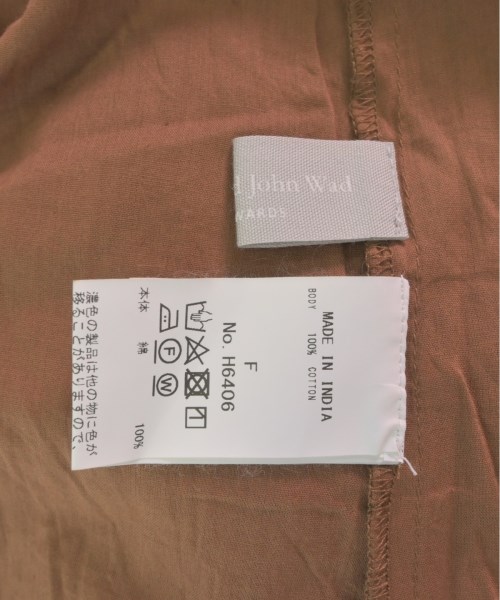 John Wad
WARDS
MADE IN INDIA
BODY 100% COTTON
F
No. H6406
F W
本体 綿 100%
濃色の製品は他の物に色が
移ることがありますので、